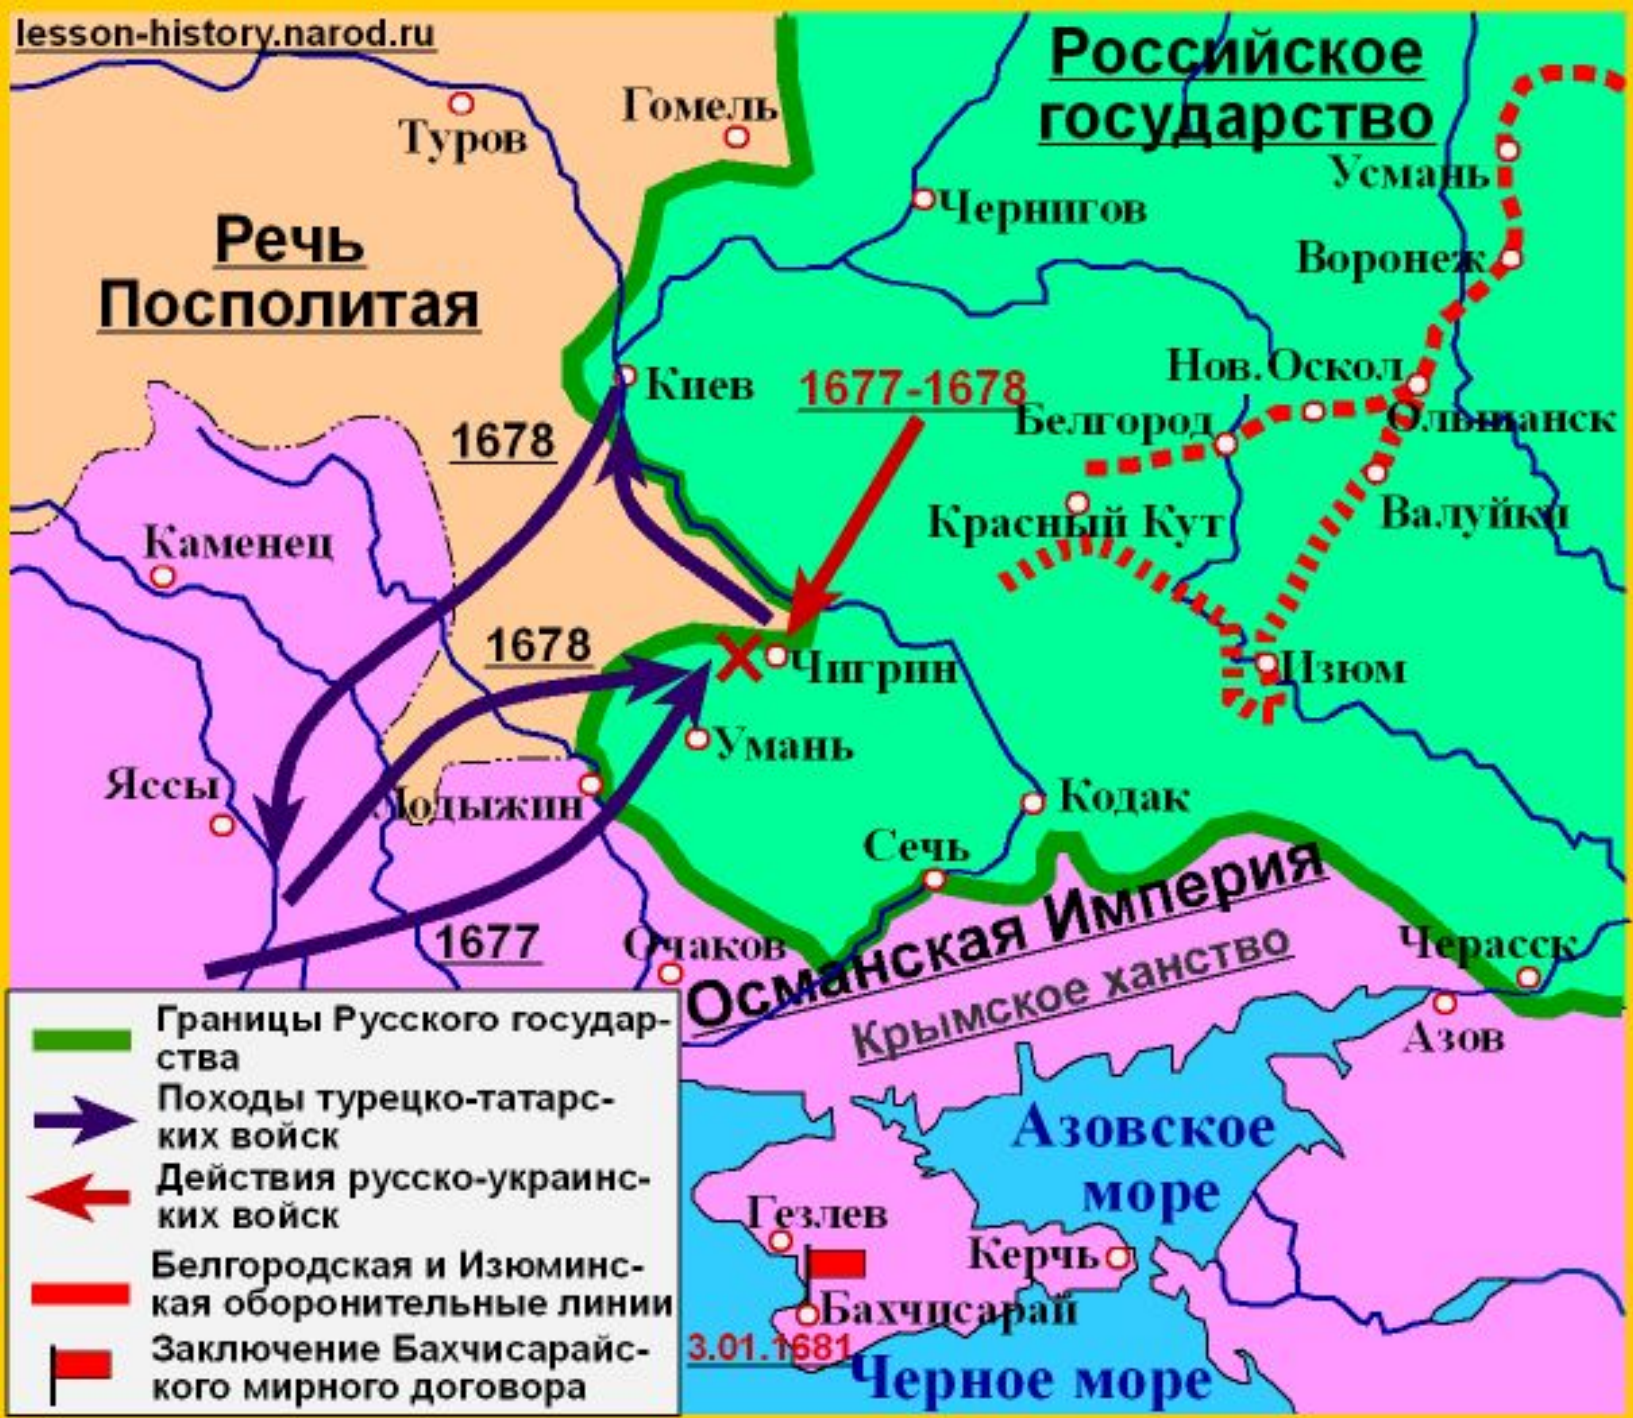 lesson-history.narod.ru
Российское
государство
Гомель
Туров
Усмань
Чернигов
Речь
Посполитая
Воронеж
Киев
1677-1678
Нов.Оскол
Белгород
Ольшанск
1678
Красный Кут
Валуйки
Каменец
1678
Чигрин
Изюм
Умань
Яссы
Лодыжин
Кодак
Сечь
1677
Очаков
Османская Империя
Крымское ханство
Черасск
Азов
Границы Русского государ-
ства
Походы турецко-татарс-
ких войск
Действия русско-украинс-
ких войск
Белгородская и Изюминс-
кая оборонительные линии
Заключение Бахчисарайс-
кого мирного договора
Азовское
море
Гезлев
Керчь
Бахчисарай
3.01.1681
Черное море